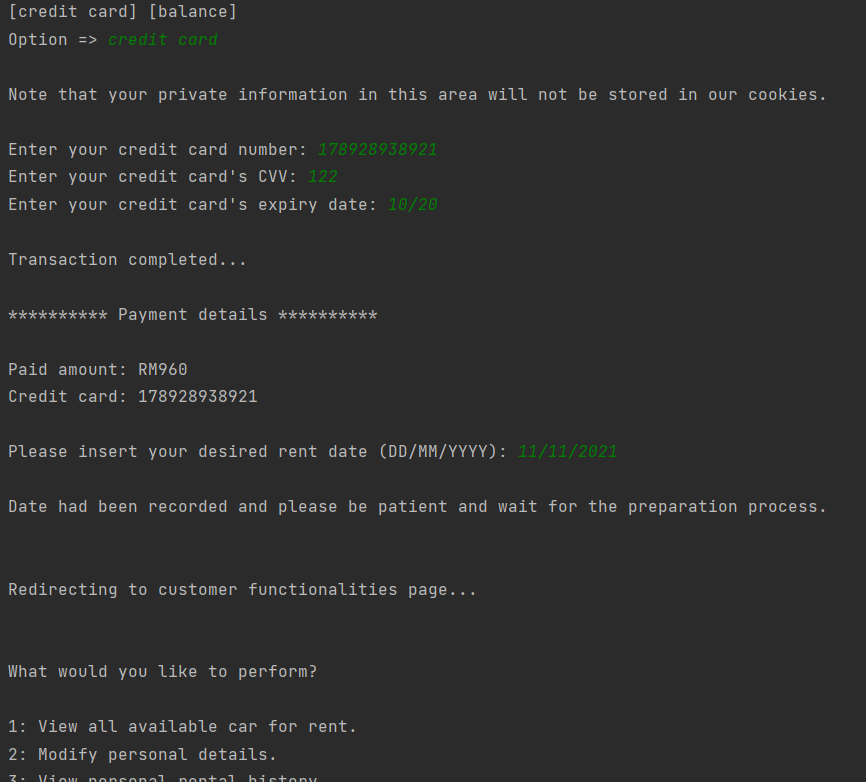 [credit card] [balance]
Option => credit card
Note that your private information in this area will not be stored in our cookies.
Enter your credit card number: 178928938921
Enter your credit card's CVV: 122
Enter your credit card's expiry date: 10/20
Transaction completed...
********** Payment details **********
Paid amount: RM960
Credit card: 178928938921
Please insert your desired rent date (DD/MM/YYYY): 11/11/2021
Date had been recorded and please be patient and wait for the preparation process.
Redirecting to customer functionalities page...
What would you like to perform?
1: View all available car for rent.
2: Modify personal details.
3: View personal rental history.